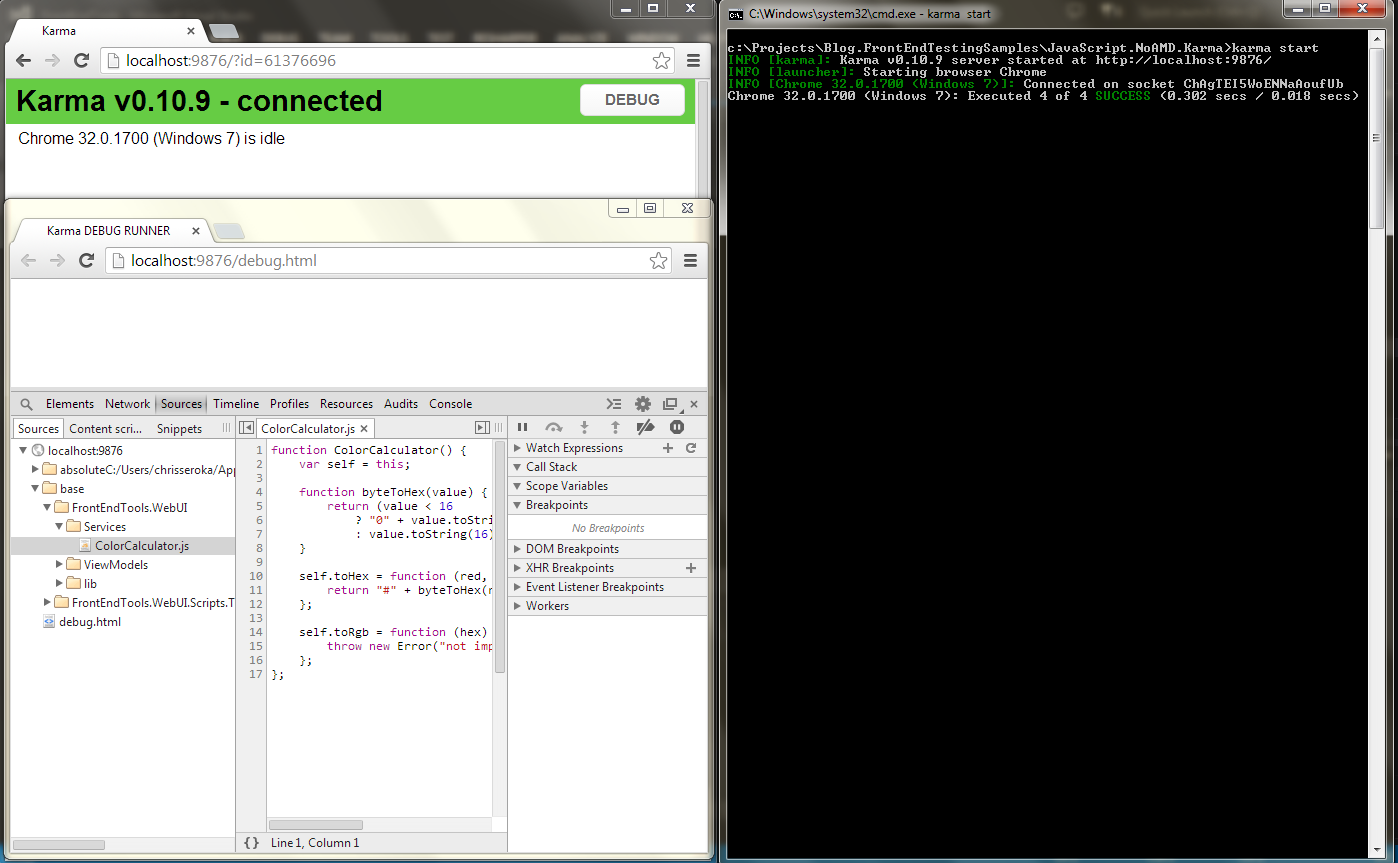 Karma
localhost:9876/?id=61376696
Karma v0.10.9 - connected
DEBUG
Chrome 32.0.1700 (Windows 7) is idle
Karma DEBUG RUNNER
localhost:9876/debug.html
Elements Network Sources Timeline Profiles Resources Audits Console
Sources Content scri... Snippets
localhost:9876
absoluteC:/Users/chrisseroka/App
base
FrontEndTools.WebUI
Services
ColorCalculator.js
ViewModels
lib
FrontEndTools.WebUI.Scripts.T
debug.html
ColorCalculator.js
1 function ColorCalculator() {
2 var self = this;
3
4 function byteToHex(value) {
5 return (value < 16
6 ? "0" + value.toStri
7 : value.toString(16)
8 }
9
10 self.toHex = function (red,
11 return "#" + byteToHex(r
12 };
13
14 self.toRgb = function (hex)
15 throw new Error("not imp
16 };
17 };
{} Line 1, Column 1
Watch Expressions
Call Stack
Scope Variables
Breakpoints
No Breakpoints
DOM Breakpoints
XHR Breakpoints
Event Listener Breakpoints
Workers
C:\Windows\system32\cmd.exe - karma start
c:\Projects\Blog.FrontEndTestingSamples\JavaScript.NoAMD.Karma>karma start
INFO [karma]: Karma v0.10.9 server started at http://localhost:9876/
INFO [launcher]: Starting browser Chrome
INFO [Chrome 32.0.1700 (Windows 7)]: Connected on socket ChAgTEI5WoENNaAoufUb
Chrome 32.0.1700 (Windows 7): Executed 4 of 4 SUCCESS (0.302 secs / 0.018 secs)